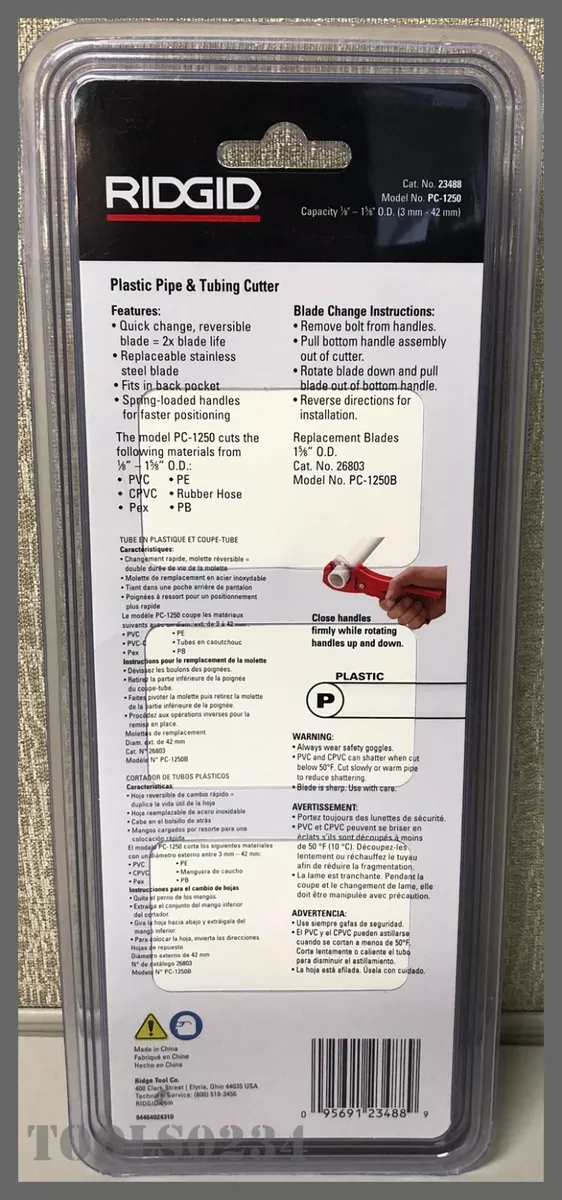 RIDGID
Cat. No. 23488
Model No. PC-1250
Capacity ⅛" – 1⅝" O.D. (3 mm - 42 mm)
Plastic Pipe & Tubing Cutter
Features:
• Quick change, reversible
blade = 2x blade life
• Replaceable stainless
steel blade
• Fits in back pocket
• Spring-loaded handles
for faster positioning
The model PC-1250 cuts the
following materials from
⅛" – 1⅝" O.D.:
• PVC • PE
• CPVC • Rubber Hose
• Pex • PB
Blade Change Instructions:
• Remove bolt from handles.
• Pull bottom handle assembly
out of cutter.
• Rotate blade down and pull
blade out of bottom handle.
• Reverse directions for
installation.
Replacement Blades
1⅝" O.D.
Cat. No. 26803
Model No. PC-1250B
TUBE EN PLASTIQUE ET COUPE-TUBE
Caractéristiques:
• Changement rapide, molette réversible =
double durée de vie de la molette
• Molette de remplacement en acier inoxydable
• Tient dans une poche arrière de pantalon
• Poignées à ressort pour un positionnement
plus rapide
Le modèle PC-1250 coupe les matériaux
suivants avec un diam. ext. de 3 à 42 mm:
• PVC • PE
• PVC-C • Tubes en caoutchouc
• Pex • PB
Instructions pour le remplacement de la molette
• Dévissez les boulons des poignées.
• Retirez la partie inférieure de la poignée
du coupe-tube.
• Faites pivoter la molette puis retirez la molette
de la partie inférieure de la poignée.
• Procédez aux opérations inverses pour la
remise en place.
Molettes de remplacement
Diam. ext. de 42 mm
Cat. N° 26803
Modèle N° PC-1250B
CORTADOR DE TUBOS PLÁSTICOS
Características:
• Hoja reversible de cambio rápido =
duplica la vida útil de la hoja
• Hoja reemplazable de acero inoxidable
• Cabe en el bolsillo de atrás
• Mangos cargados por resorte para una
colocación rápida
El modelo PC-1250 corta los siguientes materiales
con un diámetro externo entre 3 mm – 42 mm:
• PVC • PE
• CPVC • Manguera de caucho
• Pex • PB
Instrucciones para el cambio de hojas
• Quite el perno de los mangos.
• Extraiga el conjunto del mango inferior
del cortador.
• Gire la hoja hacia abajo y extráigala del
mango inferior.
• Para colocar la hoja, invierta las direcciones.
Hojas de repuesto
Diámetro externo de 42 mm
N° de catálogo 26803
Modelo N° PC-1250B
Close handles
firmly while rotating
handles up and down.
PLASTIC
P
WARNING:
• Always wear safety goggles.
• PVC and CPVC can shatter when cut
below 50°F. Cut slowly or warm pipe
to reduce shattering.
• Blade is sharp. Use with care.
AVERTISSEMENT:
• Portez toujours des lunettes de sécurité.
• PVC et CPVC peuvent se briser en
éclats s'ils sont découpés à moins
de 50 °F (10 °C). Découpez-les
lentement ou réchauffez le tuyau
afin de réduire la fragmentation.
• La lame est tranchante. Pendant la
coupe et le changement de lame, elle
doit être manipulée avec précaution.
ADVERTENCIA:
• Use siempre gafas de seguridad.
• El PVC y el CPVC pueden astillarse
cuando se cortan a menos de 50°F.
Corte lentamente o caliente el tubo
para disminuir el astillamiento.
• La hoja está afilada. Úsela con cuidado.
Made in China
Fabriqué en Chine
Hecho en China
Ridge Tool Co.
400 Clark Street | Elyria, Ohio 44035 USA
Technical Service: (800) 519-3456
RIDGID.com
94464024310
0 95691 23488 9
TOOLS0234